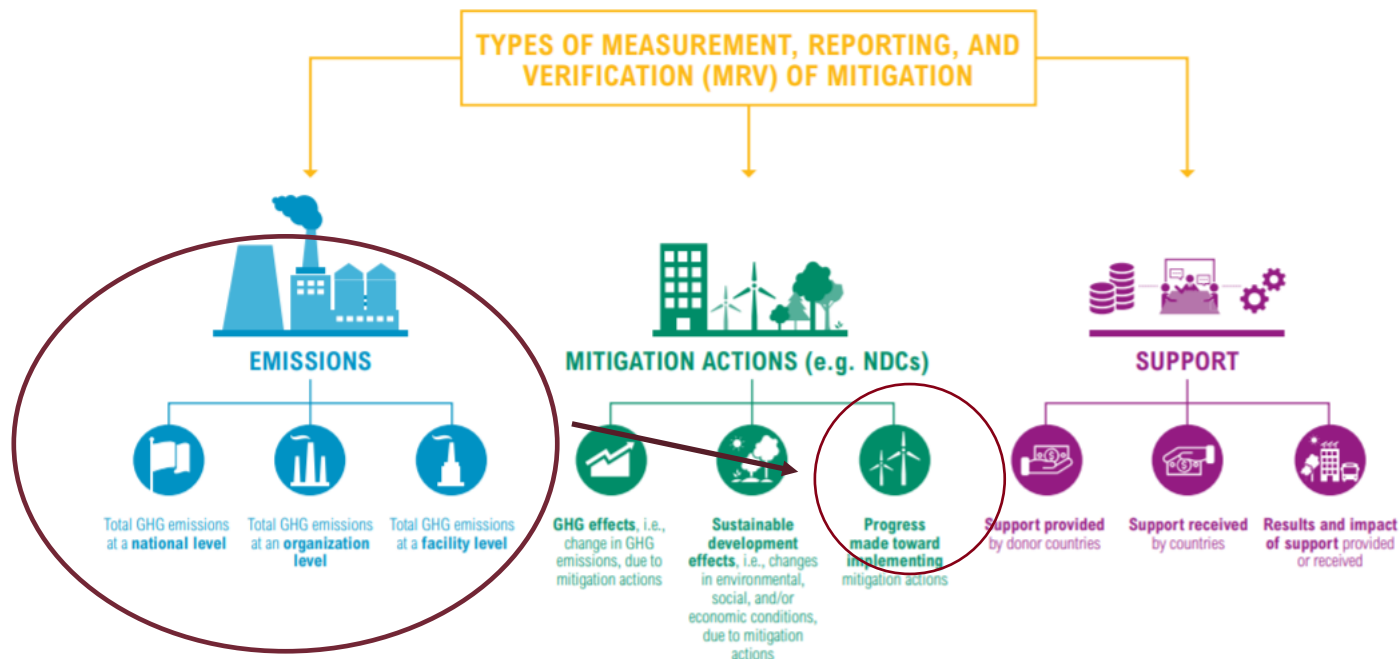 TYPES OF MEASUREMENT, REPORTING, AND
VERIFICATION (MRV) OF MITIGATION
EMISSIONS
Total GHG emissions
at a national level
Total GHG emissions
at an organization
level
Total GHG emissions
at a facility level
MITIGATION ACTIONS (e.g. NDCs)
GHG effects, i.e.,
change in GHG
emissions, due to
mitigation actions
Sustainable
development
effects, i.e., changes
in environmental,
social, and/or
economic conditions,
due to mitigation
actions
Progress
made toward
implementing
mitigation actions
SUPPORT
Support provided
by donor countries
Support received
by countries
Results and impact
of support provided
or received